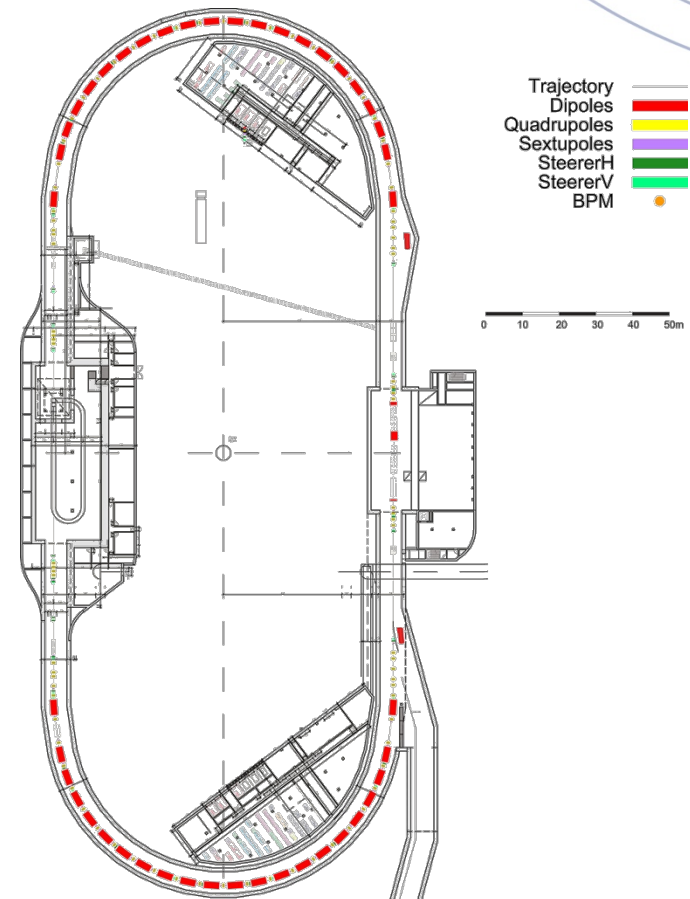 Trajectory
Dipoles
Quadrupoles
Sextupoles
SteererH
SteererV
BPM
0 10 20 30 40 50m